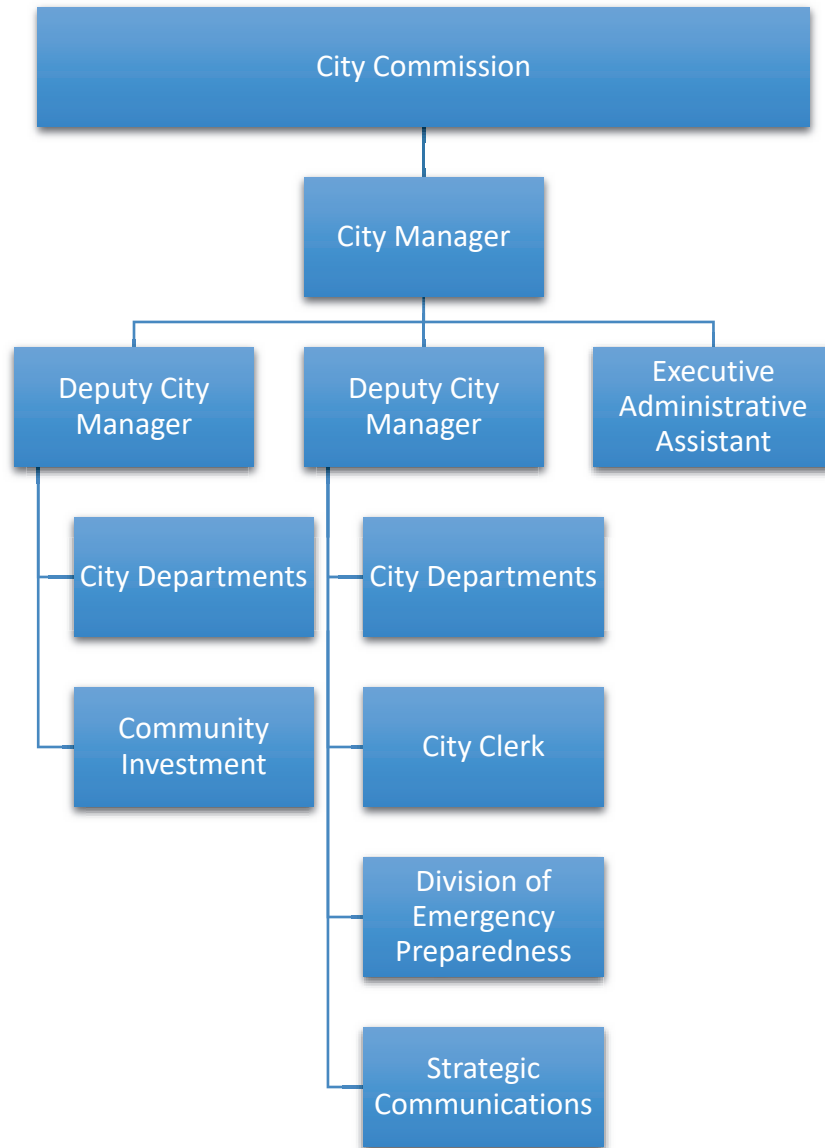 City Commission
City Manager
Deputy City
Manager
Deputy City
Manager
Executive
Administrative
Assistant
City Departments
City Departments
Community
Investment
City Clerk
Division of
Emergency
Preparedness
Strategic
Communications